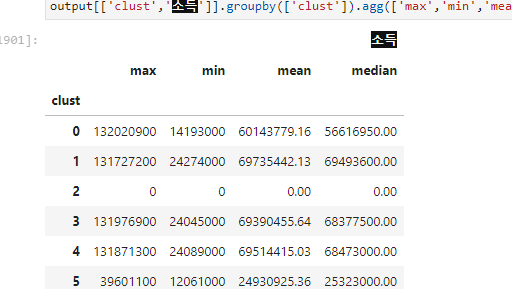 output[['clust','소득']].groupby(['clust']).agg(['max','min','mea
1901]:
소득
max min mean median
clust
0 132020900 14193000 60143779.16 56616950.00
1 131727200 24274000 69735442.13 69493600.00
2 0 0 0.00 0.00
3 131976900 24045000 69390455.64 68377500.00
4 131871300 24089000 69514415.03 68473000.00
5 39601100 12061000 24930925.36 25323000.00